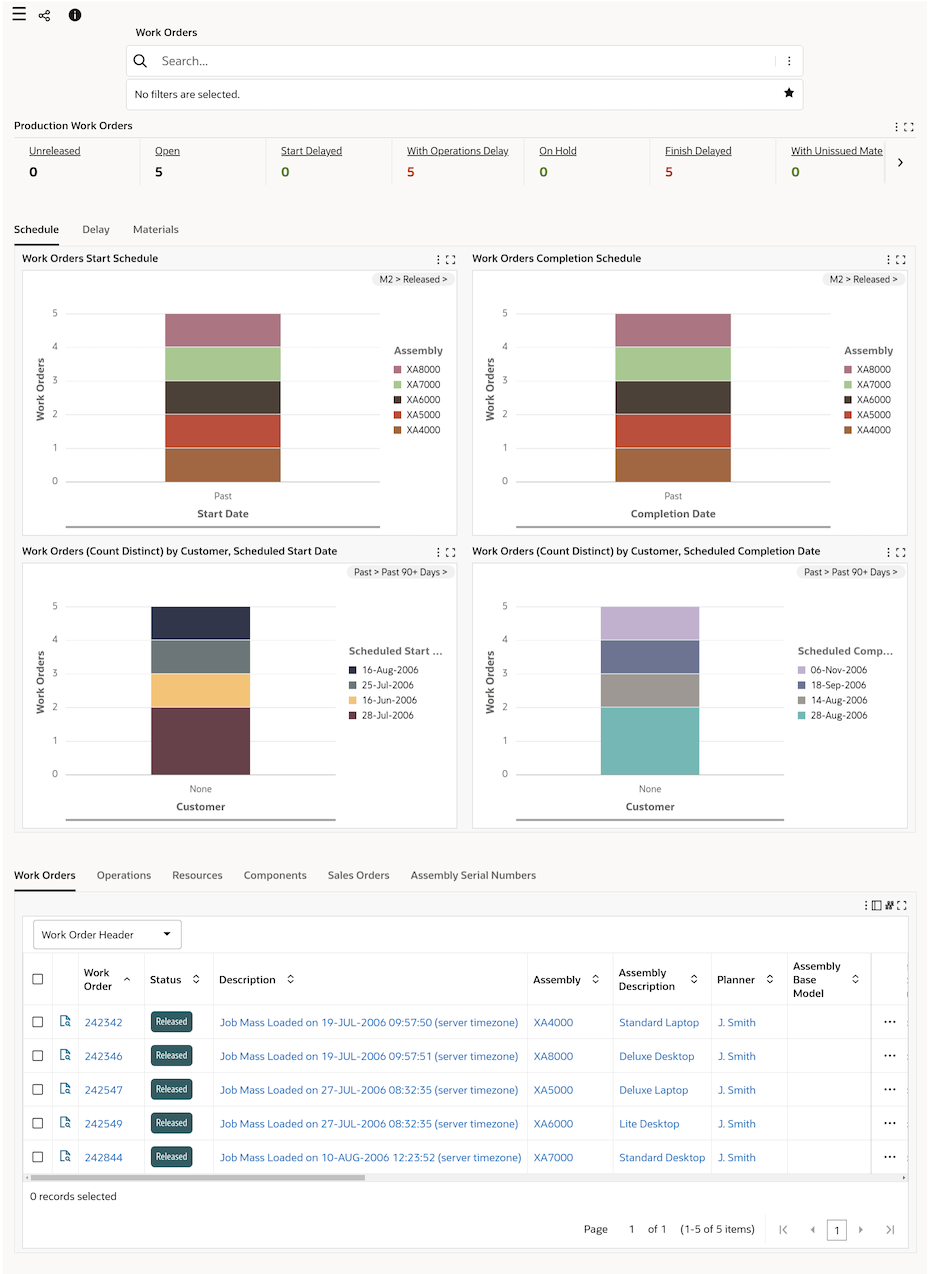 Work Orders
Search...
No filters are selected.
Production Work Orders
Unreleased Open Start Delayed With Operations Delay On Hold Finish Delayed With Unissued Mate
0 5 0 5 0 5 0
Schedule Delay Materials
Work Orders Start Schedule
M2 > Released >
5
4
3
2
1
0
Work Orders
Past
Start Date
Assembly
XA8000
XA7000
XA6000
XA5000
XA4000
Work Orders Completion Schedule
M2 > Released >
5
4
3
2
1
0
Work Orders
Past
Completion Date
Assembly
XA8000
XA7000
XA6000
XA5000
XA4000
Work Orders (Count Distinct) by Customer, Scheduled Start Date
Past > Past 90+ Days >
5
4
3
2
1
0
Work Orders
None
Customer
Scheduled Start ...
16-Aug-2006
25-Jul-2006
16-Jun-2006
28-Jul-2006
Work Orders (Count Distinct) by Customer, Scheduled Completion Date
Past > Past 90+ Days >
5
4
3
2
1
0
Work Orders
None
Customer
Scheduled Comp...
06-Nov-2006
18-Sep-2006
14-Aug-2006
28-Aug-2006
Work Orders Operations Resources Components Sales Orders Assembly Serial Numbers
Work Order Header
Work Order Status Description Assembly Assembly Description Planner Assembly Base Model
242342 Released Job Mass Loaded on 19-JUL-2006 09:57:50 (server timezone) XA4000 Standard Laptop J. Smith
242346 Released Job Mass Loaded on 19-JUL-2006 09:57:51 (server timezone) XA8000 Deluxe Desktop J. Smith
242547 Released Job Mass Loaded on 27-JUL-2006 08:32:35 (server timezone) XA5000 Deluxe Laptop J. Smith
242549 Released Job Mass Loaded on 27-JUL-2006 08:32:35 (server timezone) XA6000 Lite Desktop J. Smith
242844 Released Job Mass Loaded on 10-AUG-2006 12:23:52 (server timezone) XA7000 Standard Desktop J. Smith
0 records selected
Page 1 of 1 (1-5 of 5 items) 1